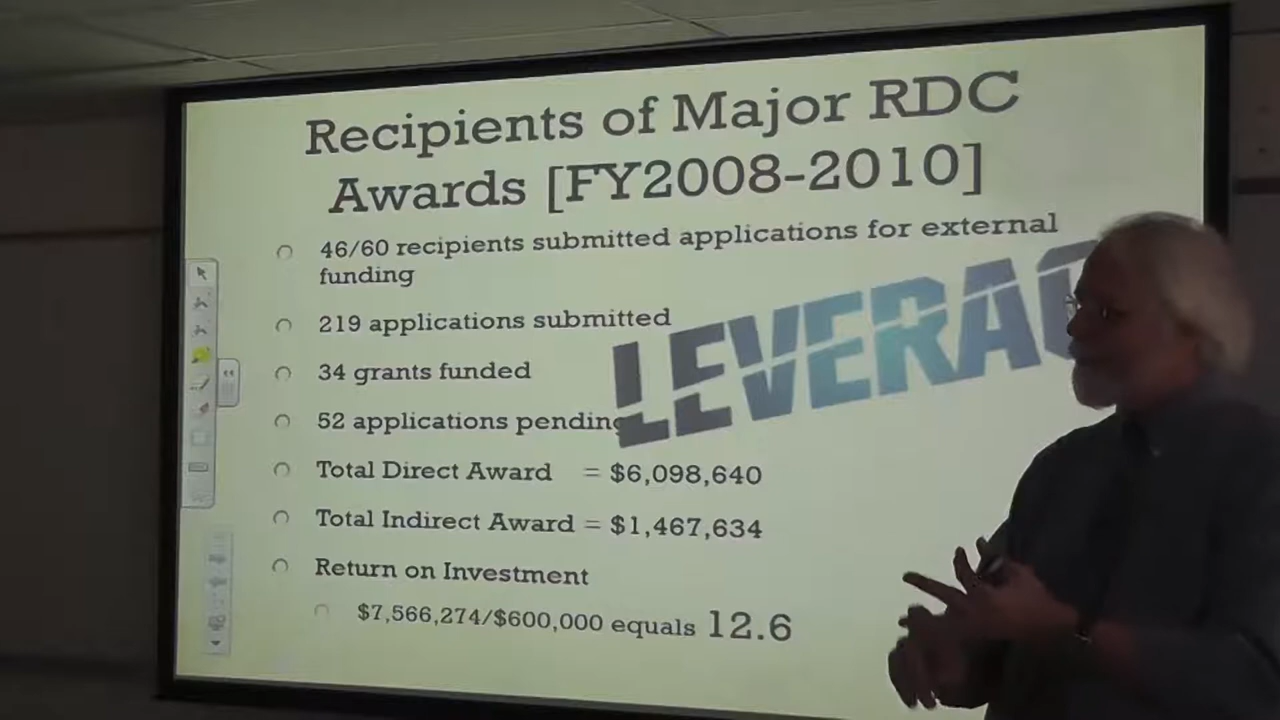 Recipients of Major RDC
Awards [FY2008-2010]
46/60 recipients submitted applications for external
funding
219 applications submitted
34 grants funded
52 applications pending
LEVERAG
Total Direct Award = $6,098,640
Total Indirect Award = $1,467,634
Return on Investment
$7,566,274/$600,000 equals 12.6